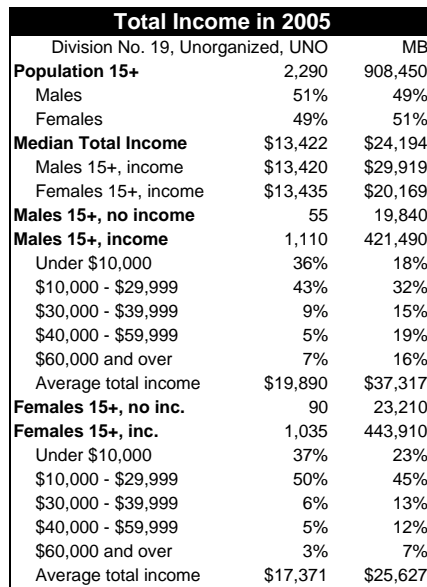 Total Income in 2005
Division No. 19, Unorganized, UNO MB
Population 15+ 2,290 908,450
Males 51% 49%
Females 49% 51%
Median Total Income $13,422 $24,194
Males 15+, income $13,420 $29,919
Females 15+, income $13,435 $20,169
Males 15+, no income 55 19,840
Males 15+, income 1,110 421,490
Under $10,000 36% 18%
$10,000 - $29,999 43% 32%
$30,000 - $39,999 9% 15%
$40,000 - $59,999 5% 19%
$60,000 and over 7% 16%
Average total income $19,890 $37,317
Females 15+, no inc. 90 23,210
Females 15+, inc. 1,035 443,910
Under $10,000 37% 23%
$10,000 - $29,999 50% 45%
$30,000 - $39,999 6% 13%
$40,000 - $59,999 5% 12%
$60,000 and over 3% 7%
Average total income $17,371 $25,627